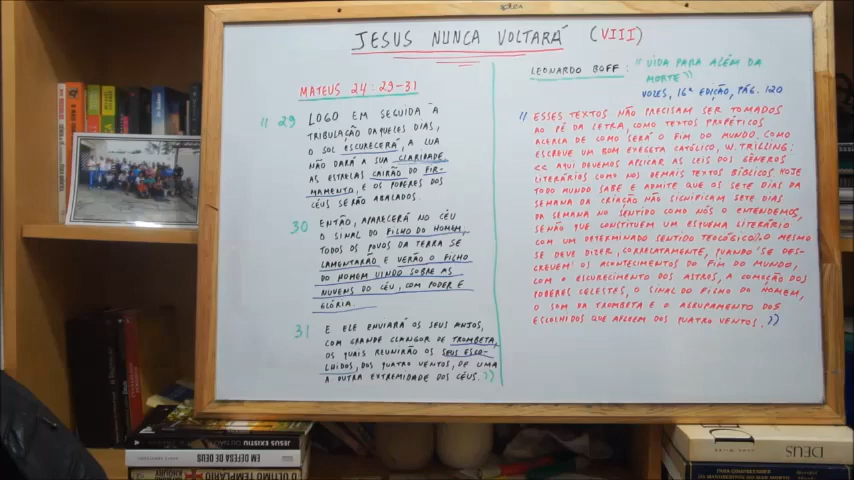 JESUS NUNCA VOLTARÁ (VIII)
MATEUS 24:29-31
" 29 LOGO EM SEGUIDA À
TRIBULAÇÃO DAQUELES DIAS,
O SOL ESCURECERÁ, A LUA
NÃO DARÁ A SUA CLARIDADE,
AS ESTRELAS CAIRÃO DO FIR-
MAMENTO, E OS PODERES DOS
CÉUS SERÃO ABALADOS.
30 ENTÃO, APARECERÁ NO CÉU
O SINAL DO FILHO DO HOMEM,
TODOS OS POVOS DA TERRA SE
LAMENTARÃO E VERÃO O FILHO
DO HOMEM VINDO SOBRE AS
NUVENS DO CÉU, COM PODER E
GLÓRIA.
31 E ELE ENVIARÁ OS SEUS ANJOS,
COM GRANDE CLANGOR DE TROMBETA,
OS QUAIS REUNIRÃO OS SEUS ESCO-
LHIDOS, DOS QUATRO VENTOS, DE UMA
A OUTRA EXTREMIDADE DOS CÉUS. "
LEONARDO BOFF: " VIDA PARA ALÉM DA
MORTE "
VOZES, 16ª EDIÇÃO, PÁG. 120
" ESSES TEXTOS NÃO PRECISAM SER TOMADOS
AO PÉ DA LETRA, COMO TEXTOS PROFÉTICOS
ACERCA DE COMO SERÁ O FIM DO MUNDO. COMO
ESCREVE UM BOM EXEGETA CATÓLICO, W. TRILLING:
<< AQUI DEVEMOS APLICAR AS LEIS DOS GÊNEROS
LITERÁRIOS COMO NOS DEMAIS TEXTOS BÍBLICOS. HOJE
TODO MUNDO SABE E ADMITE QUE OS SETE DIAS DA
SEMANA DA CRIAÇÃO NÃO SIGNIFICAM SETE DIAS
DA SEMANA NO SENTIDO COMO NÓS O ENTENDEMOS,
SENÃO QUE CONSTITUEM UM ESQUEMA LITERÁRIO
COM UM DETERMINADO SENTIDO TEOLÓGICO >>. O MESMO
SE DEVE DIZER, CORRETAMENTE, QUANDO SE DES-
CREVEM OS ACONTECIMENTOS DO FIM DO MUNDO,
COM O ESCURECIMENTO DOS ASTROS, A COMOÇÃO DOS
PODERES CELESTES, O SINAL DO FILHO DO HOMEM,
O SOM DA TROMBETA E O AGRUPAMENTO DOS
ESCOLHIDOS QUE AFLUEM DOS QUATRO VENTOS. "
JESUS EXISTIU
EM DEFESA DE DEUS
O ÚLTIMO TEMPLÁRIO
KHOURY
DEUS
PARA COMPREENDER
OS MANUSCRITOS DO MAR MORTO